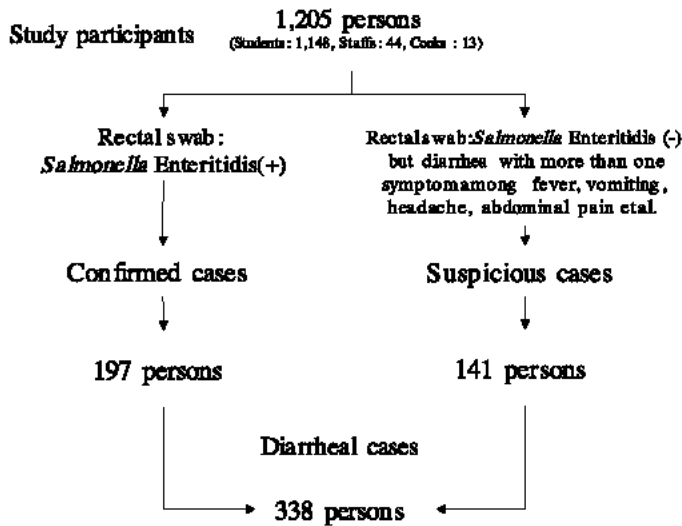 1,205 persons
Study participants
(Students : 1,148, Staffs : 44, Cooks : 13)
Rectal swab :
Salmonella Enteritidis(+)
Rectal swab:Salmonella Enteritidis (-)
but diarrhea with more than one
symptomamong fever, vomiting,
headache, abdominal pain etal.
Confirmed cases
Suspicious cases
197 persons
141 persons
Diarrheal cases
338 persons